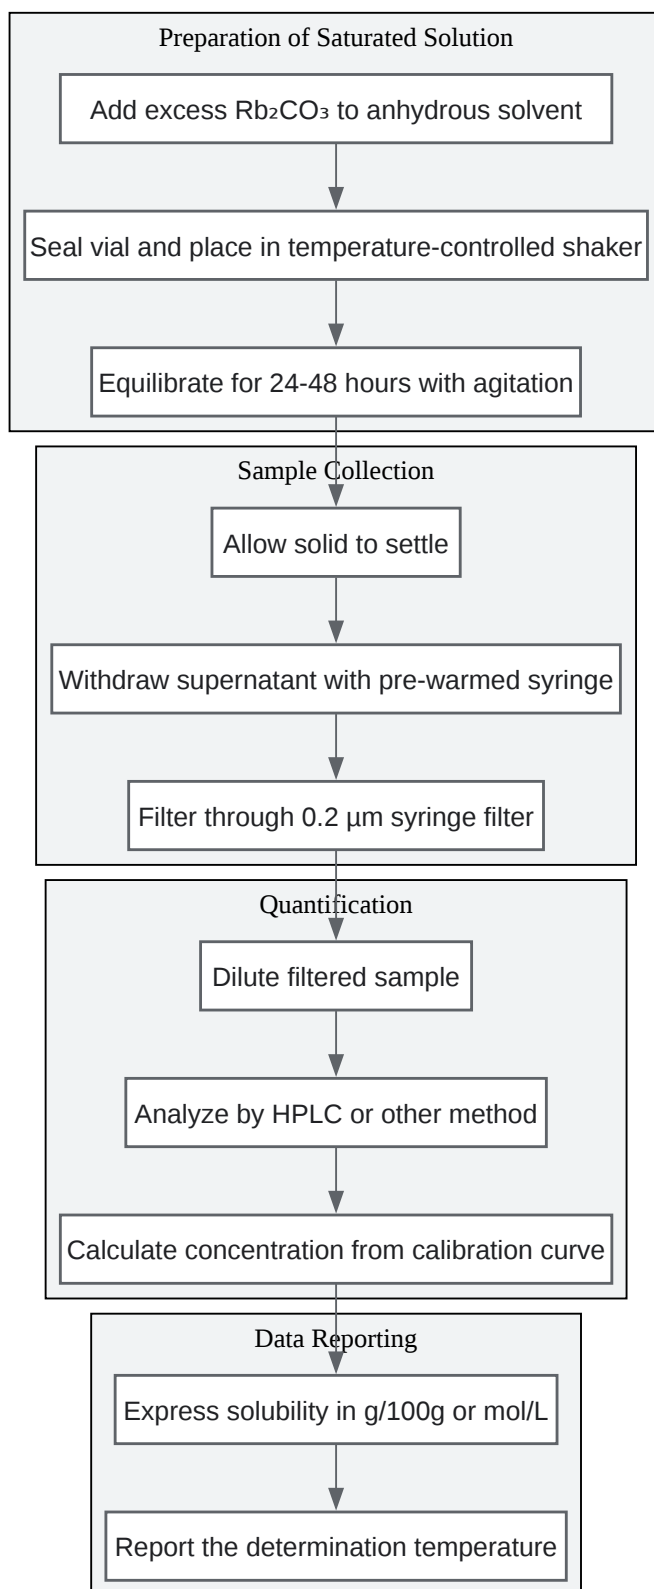 Preparation of Saturated Solution
Add excess Rb₂CO₃ to anhydrous solvent
Seal vial and place in temperature-controlled shaker
Equilibrate for 24-48 hours with agitation
Sample Collection
Allow solid to settle
Withdraw supernatant with pre-warmed syringe
Filter through 0.2 µm syringe filter
Quantification
Dilute filtered sample
Analyze by HPLC or other method
Calculate concentration from calibration curve
Data Reporting
Express solubility in g/100g or mol/L
Report the determination temperature